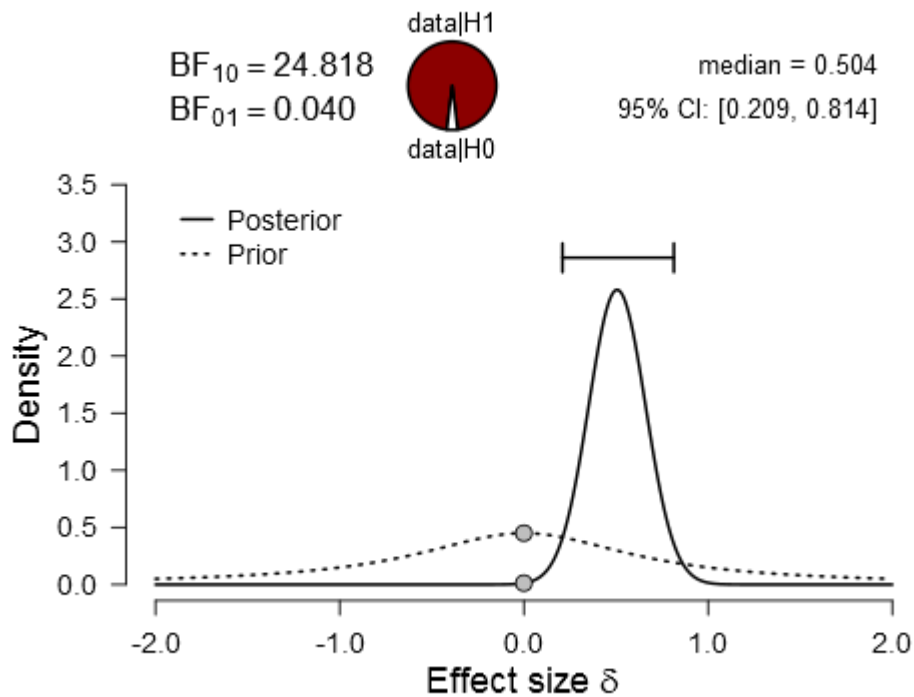 data|H1
BF10 = 24.818
BF01 = 0.040
data|H0
median = 0.504
95% CI: [0.209, 0.814]
3.5
3.0
2.5
2.0
1.5
1.0
0.5
0.0
Density
Posterior
Prior
-2.0 -1.0 0.0 1.0 2.0
Effect size δ